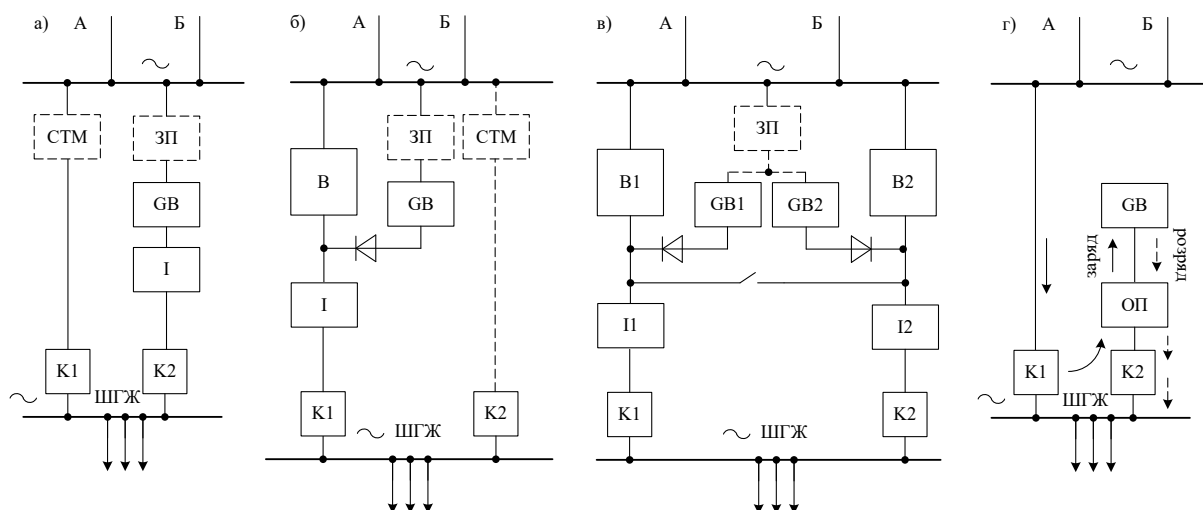 а) А Б
СТМ ЗП
GB
I
К1 К2
ШГЖ
б) А Б
В ЗП СТМ
GB
I
К1 К2
ШГЖ
в) А Б
ЗП
В1 GB1 GB2 В2
I1 I2
К1 К2
ШГЖ
г) А Б
GB
заряд розряд
ОП
К1 К2
ШГЖ